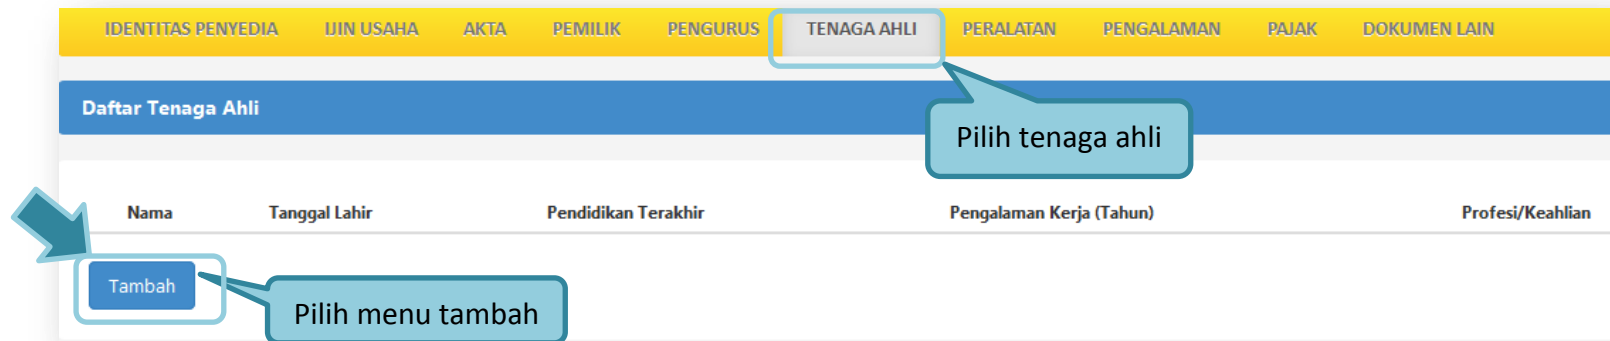 IDENTITAS PENYEDIA IJIN USAHA AKTA PEMILIK PENGURUS TENAGA AHLI PERALATAN PENGALAMAN PAJAK DOKUMEN LAIN
Daftar Tenaga Ahli
Pilih tenaga ahli
Nama Tanggal Lahir Pendidikan Terakhir Pengalaman Kerja (Tahun) Profesi/Keahlian
Tambah
Pilih menu tambah